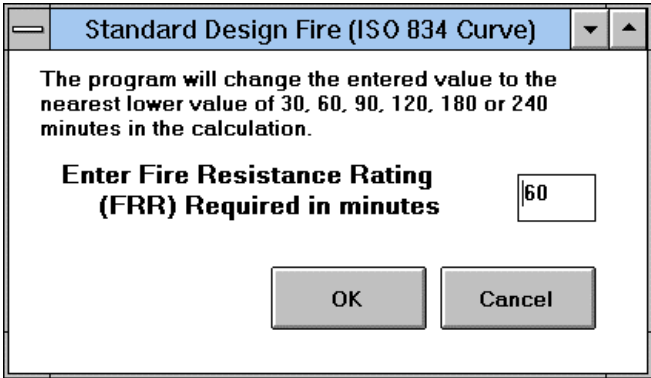 Standard Design Fire (ISO 834 Curve)
The program will change the entered value to the
nearest lower value of 30, 60, 90, 120, 180 or 240
minutes in the calculation.
Enter Fire Resistance Rating
(FRR) Required in minutes
60
OK
Cancel